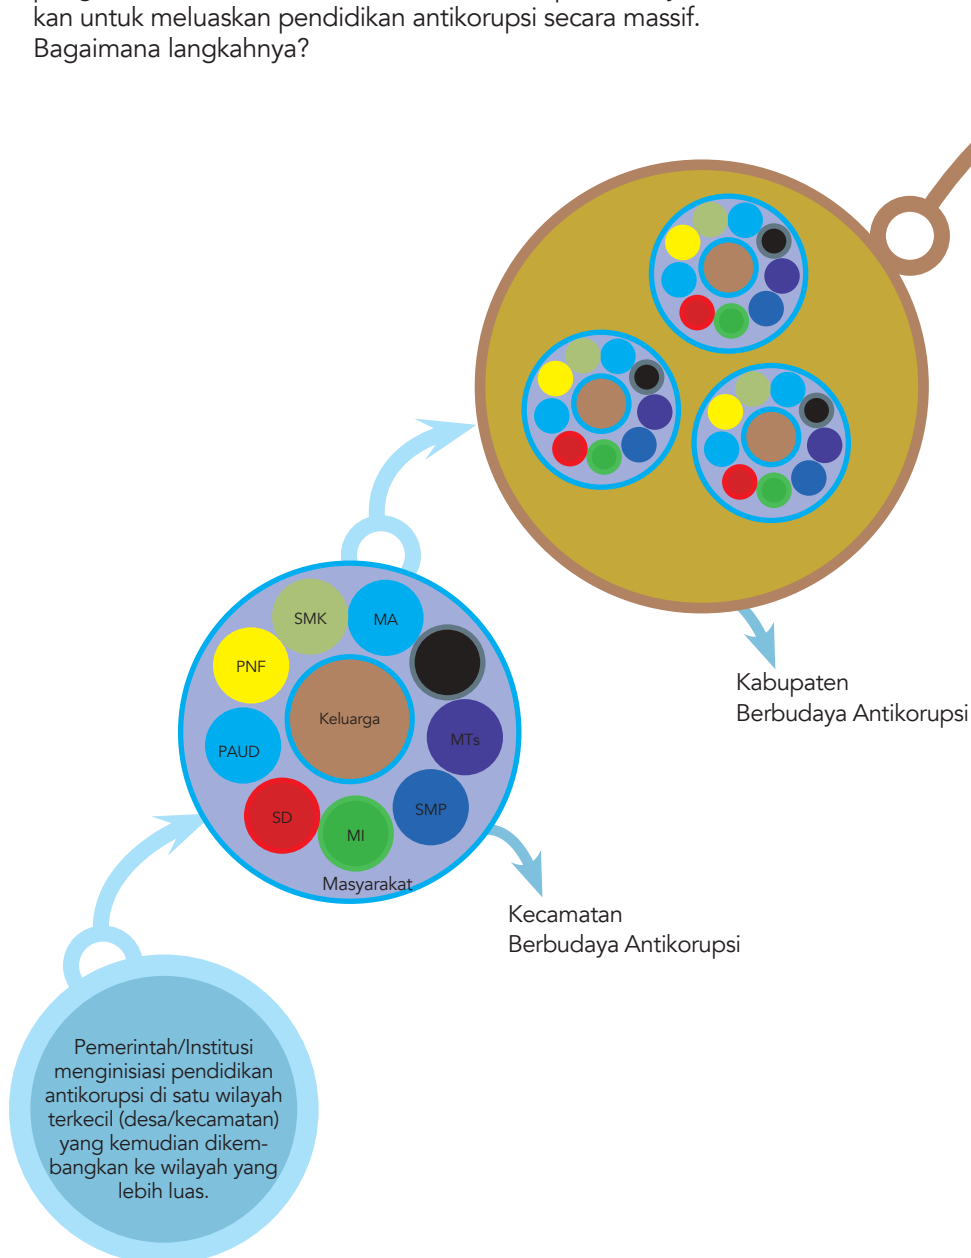 kan untuk meluaskan pendidikan antikorupsi secara massif.
Bagaimana langkahnya?
SMK
MA
PNF
Keluarga
MTs
PAUD
SMP
SD
MI
Masyarakat
Kabupaten
Berbudaya Antikorupsi
Kecamatan
Berbudaya Antikorupsi
Pemerintah/Institusi
menginisiasi pendidikan
antikorupsi di satu wilayah
terkecil (desa/kecamatan)
yang kemudian dikem-
bangkan ke wilayah yang
lebih luas.